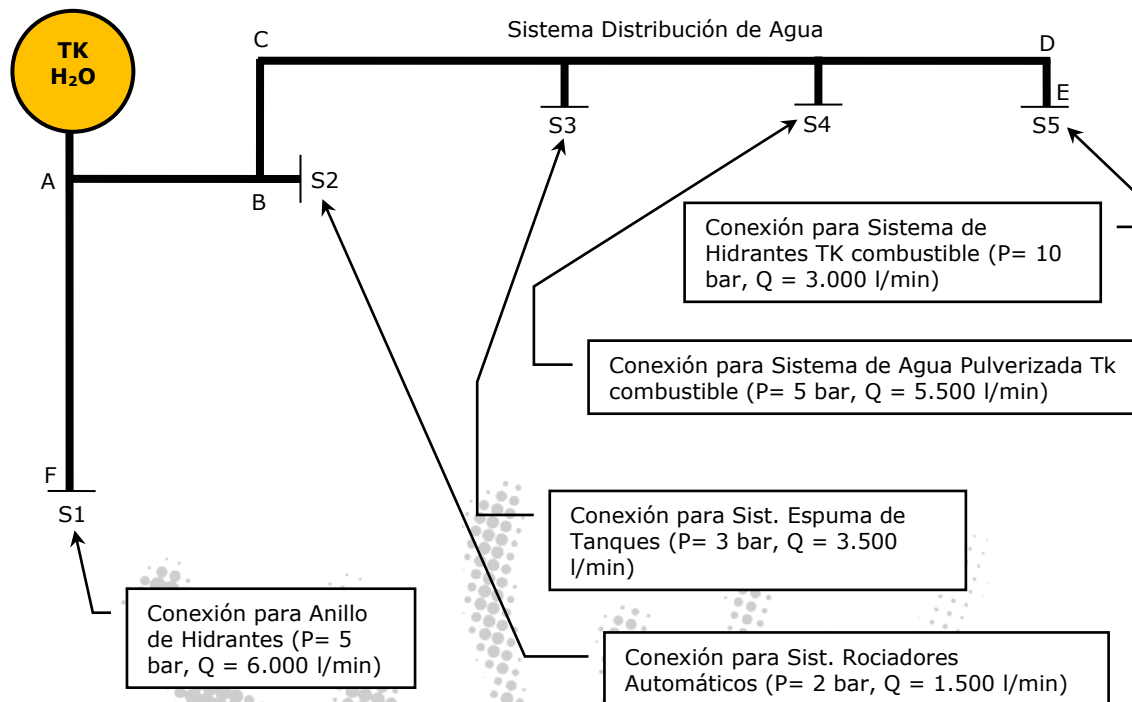 Sistema Distribución de Agua
TK
H₂O
C
D
E
S3
S4
S5
A
B
S2
F
S1
Conexión para Sistema de
Hidrantes TK combustible (P= 10
bar, Q = 3.000 l/min)
Conexión para Sistema de Agua Pulverizada Tk
combustible (P= 5 bar, Q = 5.500 l/min)
Conexión para Sist. Espuma de
Tanques (P= 3 bar, Q = 3.500
l/min)
Conexión para Anillo
de Hidrantes (P= 5
bar, Q = 6.000 l/min)
Conexión para Sist. Rociadores
Automáticos (P= 2 bar, Q = 1.500 l/min)